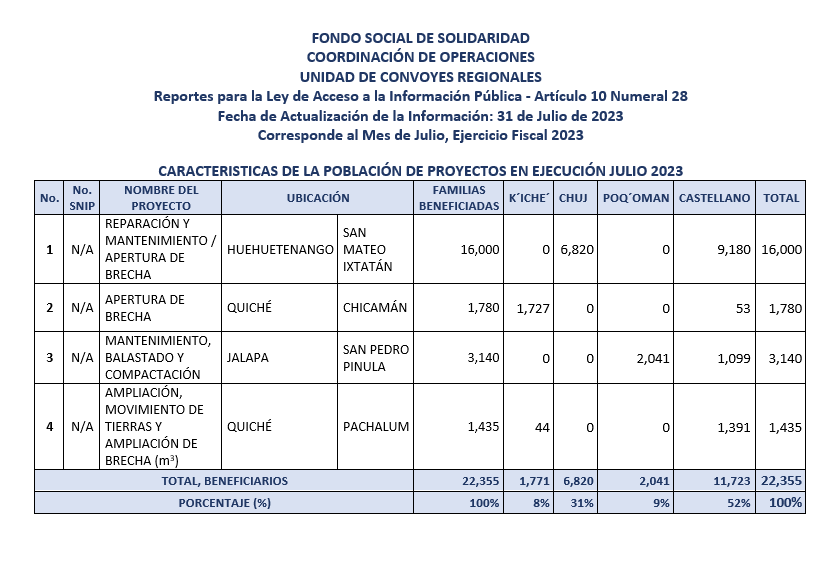 FONDO SOCIAL DE SOLIDARIDAD
COORDINACIÓN DE OPERACIONES
UNIDAD DE CONVOYES REGIONALES
Reportes para la Ley de Acceso a la Información Pública - Artículo 10 Numeral 28
Fecha de Actualización de la Información: 31 de Julio de 2023
Corresponde al Mes de Julio, Ejercicio Fiscal 2023
CARACTERISTICAS DE LA POBLACIÓN DE PROYECTOS EN EJECUCIÓN JULIO 2023
No. No. SNIP NOMBRE DEL PROYECTO UBICACIÓN FAMILIAS BENEFICIADAS K´ICHE´ CHUJ POQ´OMAN CASTELLANO TOTAL
1 N/A REPARACIÓN Y MANTENIMIENTO / APERTURA DE BRECHA HUEHUETENANGO SAN MATEO IXTATÁN 16,000 0 6,820 0 9,180 16,000
2 N/A APERTURA DE BRECHA QUICHÉ CHICAMÁN 1,780 1,727 0 0 53 1,780
3 N/A MANTENIMIENTO, BALASTADO Y COMPACTACIÓN JALAPA SAN PEDRO PINULA 3,140 0 0 2,041 1,099 3,140
4 N/A AMPLIACIÓN, MOVIMIENTO DE TIERRAS Y AMPLIACIÓN DE BRECHA (m³) QUICHÉ PACHALUM 1,435 44 0 0 1,391 1,435
TOTAL, BENEFICIARIOS 22,355 1,771 6,820 2,041 11,723 22,355
PORCENTAJE (%) 100% 8% 31% 9% 52% 100%